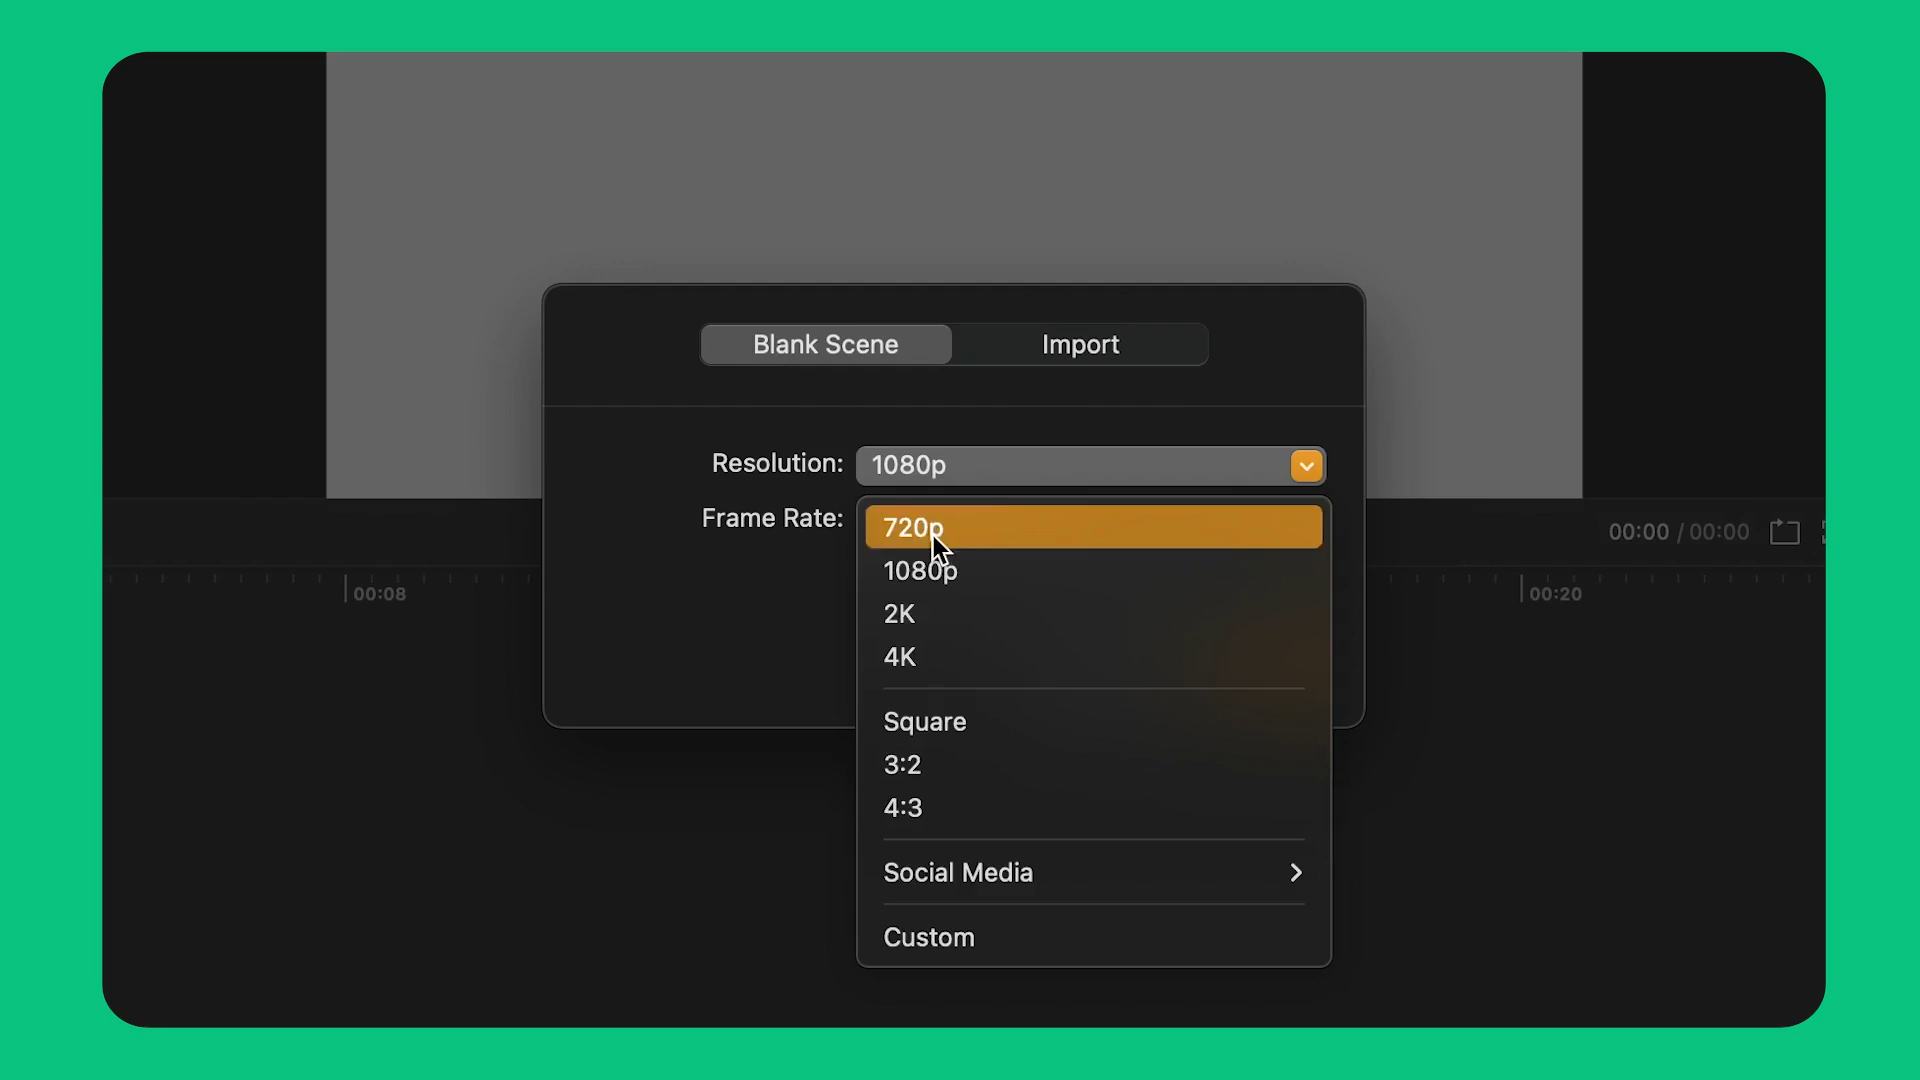 Blank Scene
Import
Resolution:
1080p
Frame Rate:
720p
1080p
2K
4K
Square
3:2
4:3
Social Media
Custom
00:00 / 00:00
00:08
00:20